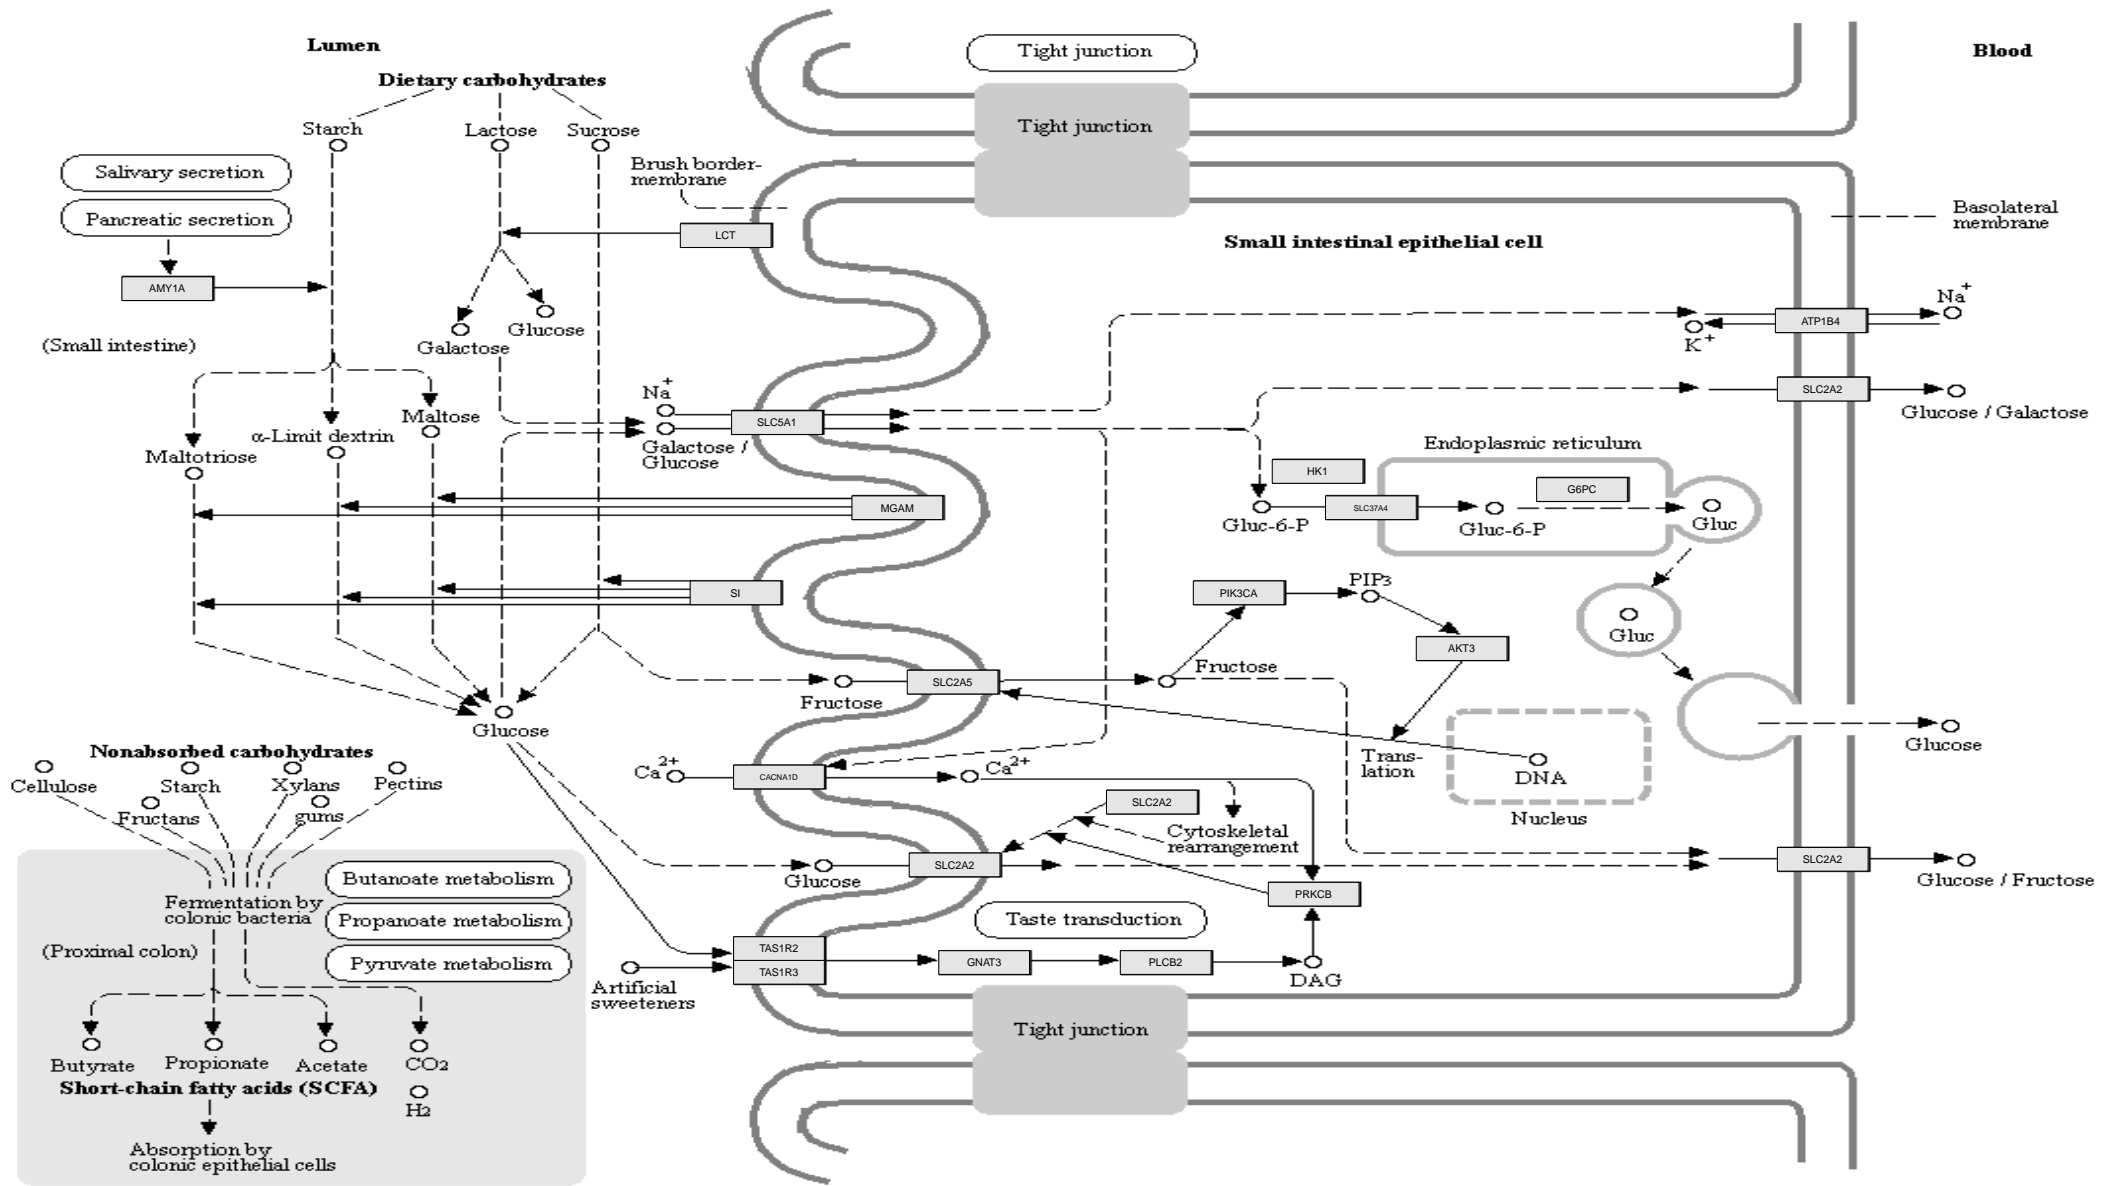 Lumen
Tight junction
Blood
Dietary carbohydrates
Starch
Lactose
Sucrose
Tight junction
Salivary secretion
Brush border-
membrane
Pancreatic secretion
LCT
Basolateral
membrane
Small intestinal epithelial cell
AMY1A
(Small intestine)
Galactose
Glucose
Na+
K+
ATP1B4
SLC2A2
Glucose / Galactose
Maltose
α-Limit dextrin
Maltotriose
Na+
Galactose /
Glucose
SLC5A1
Endoplasmic reticulum
HK1
G6PC
SLC37A4
Gluc-6-P
Gluc-6-P
Gluc
MGAM
SI
PIK3CA
PIP3
AKT3
Gluc
Fructose
SLC2A5
Fructose
Glucose
Glucose
Trans-
lation
DNA
Nucleus
Nonabsorbed carbohydrates
Cellulose
Starch
Xylans
Pectins
Fructans
gums
Ca2+
CACNA1D
Ca2+
SLC2A2
Cytoskeletal
rearrangement
Glucose
SLC2A2
SLC2A2
Glucose / Fructose
PRKCB
Butanoate metabolism
Fermentation by
colonic bacteria
Propanoate metabolism
(Proximal colon)
Pyruvate metabolism
Taste transduction
TAS1R2
TAS1R3
GNAT3
PLCB2
DAG
Artificial
sweeteners
Tight junction
Butyrate
Propionate
Acetate
CO2
Short-chain fatty acids (SCFA)
H2
Absorption by
colonic epithelial cells